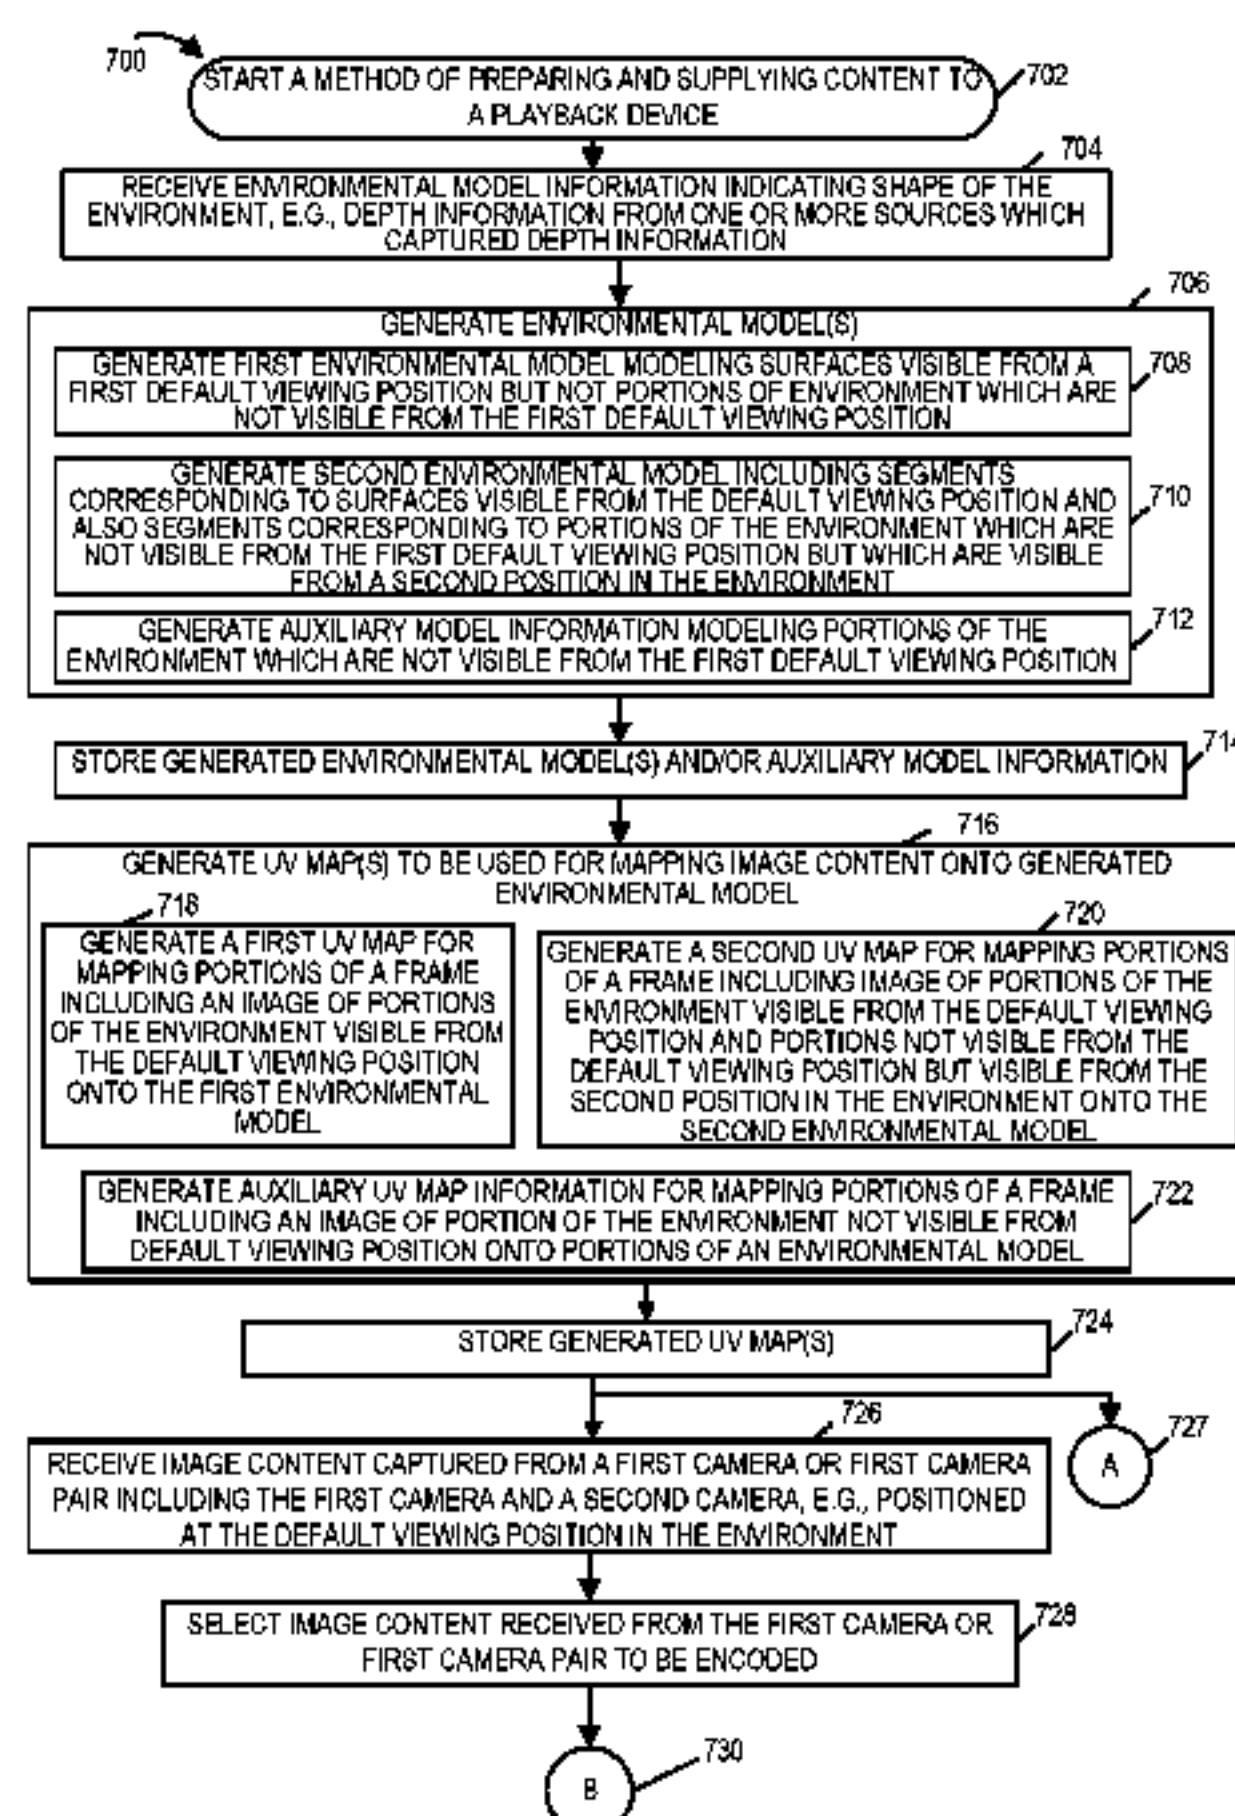 700
START A METHOD OF PREPARING AND SUPPLYING CONTENT TO
A PLAYBACK DEVICE
702
704
RECEIVE ENVIRONMENTAL MODEL INFORMATION INDICATING SHAPE OF THE
ENVIRONMENT, E.G., DEPTH INFORMATION FROM ONE OR MORE SOURCES WHICH
CAPTURED DEPTH INFORMATION
706
GENERATE ENVIRONMENTAL MODEL(S)
GENERATE FIRST ENVIRONMENTAL MODEL MODELING SURFACES VISIBLE FROM A
FIRST DEFAULT VIEWING POSITION BUT NOT PORTIONS OF ENVIRONMENT WHICH ARE
NOT VISIBLE FROM THE FIRST DEFAULT VIEWING POSITION
708
GENERATE SECOND ENVIRONMENTAL MODEL INCLUDING SEGMENTS
CORRESPONDING TO SURFACES VISIBLE FROM THE DEFAULT VIEWING POSITION AND
ALSO SEGMENTS CORRESPONDING TO PORTIONS OF THE ENVIRONMENT WHICH ARE
NOT VISIBLE FROM THE FIRST DEFAULT VIEWING POSITION BUT WHICH ARE VISIBLE
FROM A SECOND POSITION IN THE ENVIRONMENT
710
GENERATE AUXILIARY MODEL INFORMATION MODELING PORTIONS OF THE
ENVIRONMENT WHICH ARE NOT VISIBLE FROM THE FIRST DEFAULT VIEWING POSITION
712
STORE GENERATED ENVIRONMENTAL MODEL(S) AND/OR AUXILIARY MODEL INFORMATION
714
716
GENERATE UV MAP(S) TO BE USED FOR MAPPING IMAGE CONTENT ONTO GENERATED
ENVIRONMENTAL MODEL
718
GENERATE A FIRST UV MAP FOR
MAPPING PORTIONS OF A FRAME
INCLUDING AN IMAGE OF PORTIONS
OF THE ENVIRONMENT VISIBLE FROM
THE DEFAULT VIEWING POSITION
ONTO THE FIRST ENVIRONMENTAL
MODEL
720
GENERATE A SECOND UV MAP FOR MAPPING PORTIONS
OF A FRAME INCLUDING IMAGE OF PORTIONS OF THE
ENVIRONMENT VISIBLE FROM THE DEFAULT VIEWING
POSITION AND PORTIONS NOT VISIBLE FROM THE
DEFAULT VIEWING POSITION BUT VISIBLE FROM THE
SECOND POSITION IN THE ENVIRONMENT ONTO THE
SECOND ENVIRONMENTAL MODEL
GENERATE AUXILIARY UV MAP INFORMATION FOR MAPPING PORTIONS OF A FRAME
INCLUDING AN IMAGE OF PORTION OF THE ENVIRONMENT NOT VISIBLE FROM
DEFAULT VIEWING POSITION ONTO PORTIONS OF AN ENVIRONMENTAL MODEL
722
STORE GENERATED UV MAP(S)
724
726
RECEIVE IMAGE CONTENT CAPTURED FROM A FIRST CAMERA OR FIRST CAMERA
PAIR INCLUDING THE FIRST CAMERA AND A SECOND CAMERA, E.G., POSITIONED
AT THE DEFAULT VIEWING POSITION IN THE ENVIRONMENT
A
727
SELECT IMAGE CONTENT RECEIVED FROM THE FIRST CAMERA OR
FIRST CAMERA PAIR TO BE ENCODED
728
B
730